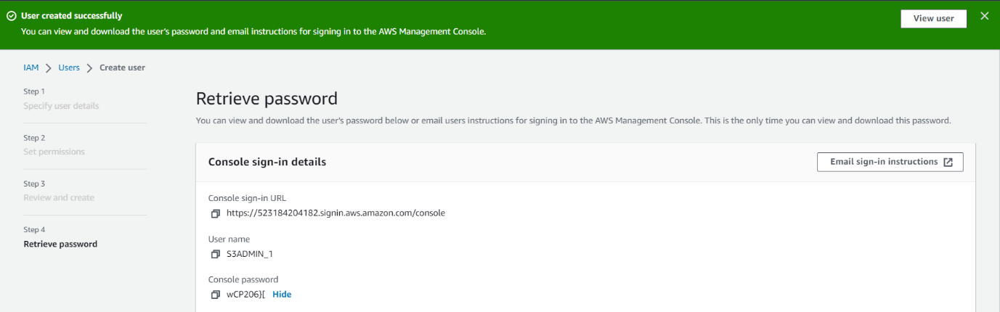 User created successfully
View user
You can view and download the user's password and email instructions for signing in to the AWS Management Console.
IAM > Users > Create user
Step 1
Specify user details
Step 2
Set permissions
Step 3
Review and create
Step 4
Retrieve password
Retrieve password
You can view and download the user's password below or email users instructions for signing in to the AWS Management Console. This is the only time you can view and download this password.
Console sign-in details
Email sign-in instructions
Console sign-in URL
https://523184204182.signin.aws.amazon.com/console
User name
S3ADMIN_1
Console password
wCP206}[ Hide